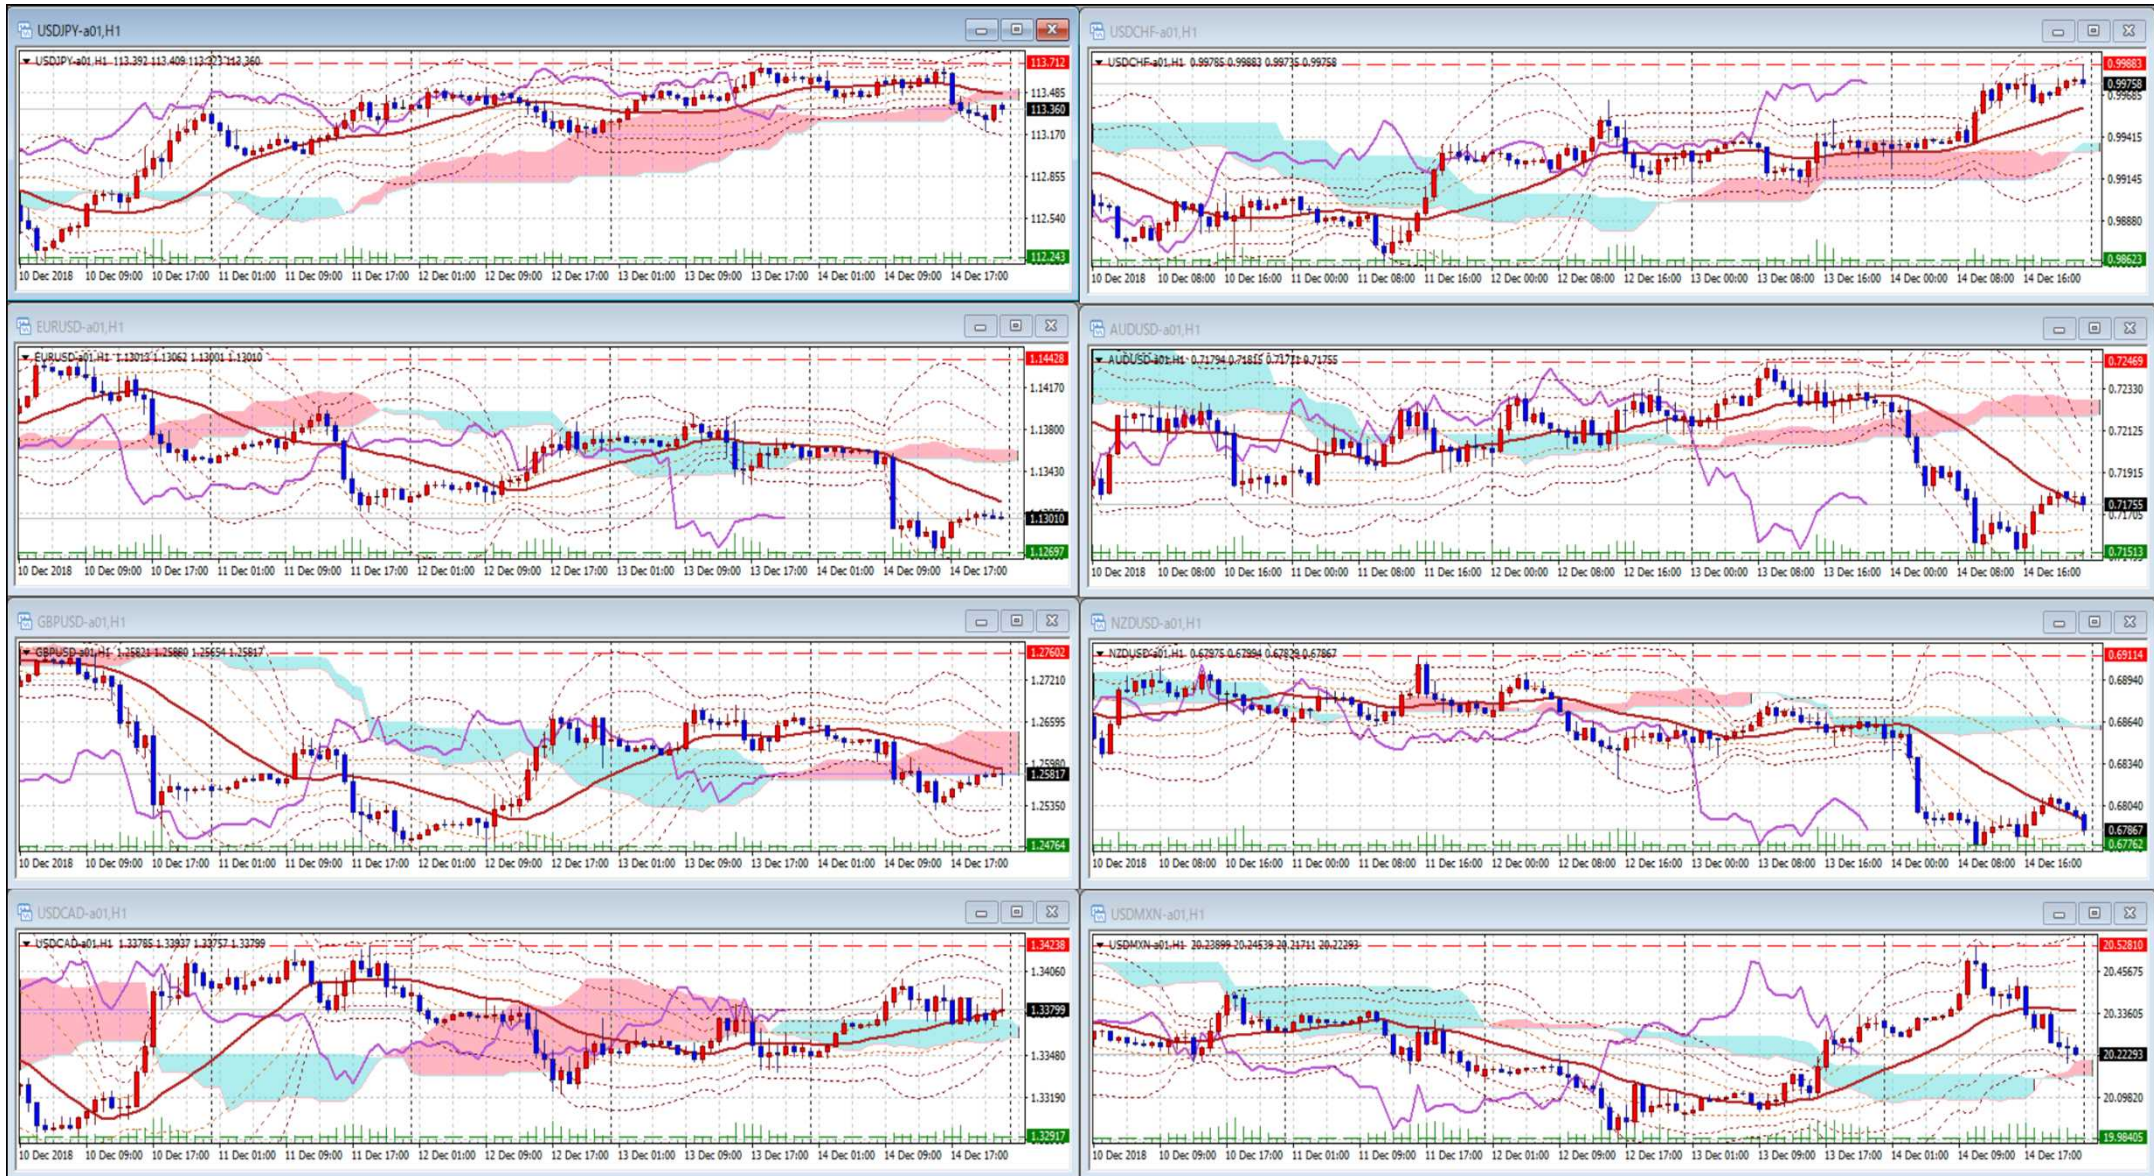 USDJPY-a01,H1
USDJPY-a01,H1 113.392 113.409 113.323 113.360
113.712
113.485
113.360
113.170
112.855
112.540
112.243
10 Dec 2018 10 Dec 09:00 10 Dec 17:00 11 Dec 01:00 11 Dec 09:00 11 Dec 17:00 12 Dec 01:00 12 Dec 09:00 12 Dec 17:00 13 Dec 01:00 13 Dec 09:00 13 Dec 17:00 14 Dec 01:00 14 Dec 09:00 14 Dec 17:00
USDCHF-a01,H1
USDCHF-a01,H1 0.99785 0.99883 0.99735 0.99758
0.99883
0.99758
0.99685
0.99415
0.99145
0.98880
0.98623
10 Dec 2018 10 Dec 08:00 10 Dec 16:00 11 Dec 00:00 11 Dec 08:00 11 Dec 16:00 12 Dec 00:00 12 Dec 08:00 12 Dec 16:00 13 Dec 00:00 13 Dec 08:00 13 Dec 16:00 14 Dec 00:00 14 Dec 08:00 14 Dec 16:00
EURUSD-a01,H1
EURUSD-a01,H1 1.13062 1.13001 1.13010
1.14428
1.14170
1.13800
1.13430
1.13010
1.12697
10 Dec 2018 10 Dec 09:00 10 Dec 17:00 11 Dec 01:00 11 Dec 09:00 11 Dec 17:00 12 Dec 01:00 12 Dec 09:00 12 Dec 17:00 13 Dec 01:00 13 Dec 09:00 13 Dec 17:00 14 Dec 01:00 14 Dec 09:00 14 Dec 17:00
AUDUSD-a01,H1
AUDUSD-a01,H1 0.71794 0.71815 0.71755
0.72469
0.72330
0.72125
0.71915
0.71755
0.71705
0.71513
10 Dec 2018 10 Dec 08:00 10 Dec 16:00 11 Dec 00:00 11 Dec 08:00 11 Dec 16:00 12 Dec 00:00 12 Dec 08:00 12 Dec 16:00 13 Dec 00:00 13 Dec 08:00 13 Dec 16:00 14 Dec 00:00 14 Dec 08:00 14 Dec 16:00
GBPUSD-a01,H1
GBPUSD-a01,H1 1.25821 1.25880 1.25654 1.25817
1.27602
1.27210
1.26595
1.25980
1.25817
1.25350
1.24764
10 Dec 2018 10 Dec 09:00 10 Dec 17:00 11 Dec 01:00 11 Dec 09:00 11 Dec 17:00 12 Dec 01:00 12 Dec 09:00 12 Dec 17:00 13 Dec 01:00 13 Dec 09:00 13 Dec 17:00 14 Dec 01:00 14 Dec 09:00 14 Dec 17:00
NZDUSD-a01,H1
NZDUSD-a01,H1 0.67975 0.67994 0.67829 0.67867
0.69114
0.68940
0.68640
0.68340
0.68040
0.67867
0.67762
10 Dec 2018 10 Dec 08:00 10 Dec 16:00 11 Dec 00:00 11 Dec 08:00 11 Dec 16:00 12 Dec 00:00 12 Dec 08:00 12 Dec 16:00 13 Dec 00:00 13 Dec 08:00 13 Dec 16:00 14 Dec 00:00 14 Dec 08:00 14 Dec 16:00
USDCAD-a01,H1
USDCAD-a01,H1 1.33785 1.33937 1.33757 1.33799
1.34238
1.34060
1.33799
1.33480
1.33190
1.32917
10 Dec 2018 10 Dec 09:00 10 Dec 17:00 11 Dec 01:00 11 Dec 09:00 11 Dec 17:00 12 Dec 01:00 12 Dec 09:00 12 Dec 17:00 13 Dec 01:00 13 Dec 09:00 13 Dec 17:00 14 Dec 01:00 14 Dec 09:00 14 Dec 17:00
USDMXN-a01,H1
USDMXN-a01,H1 20.23899 20.24539 20.21711 20.22293
20.52810
20.45675
20.33605
20.22293
20.09820
19.98405
10 Dec 2018 10 Dec 09:00 10 Dec 17:00 11 Dec 01:00 11 Dec 09:00 11 Dec 17:00 12 Dec 01:00 12 Dec 09:00 12 Dec 17:00 13 Dec 01:00 13 Dec 09:00 13 Dec 17:00 14 Dec 01:00 14 Dec 09:00 14 Dec 17:00